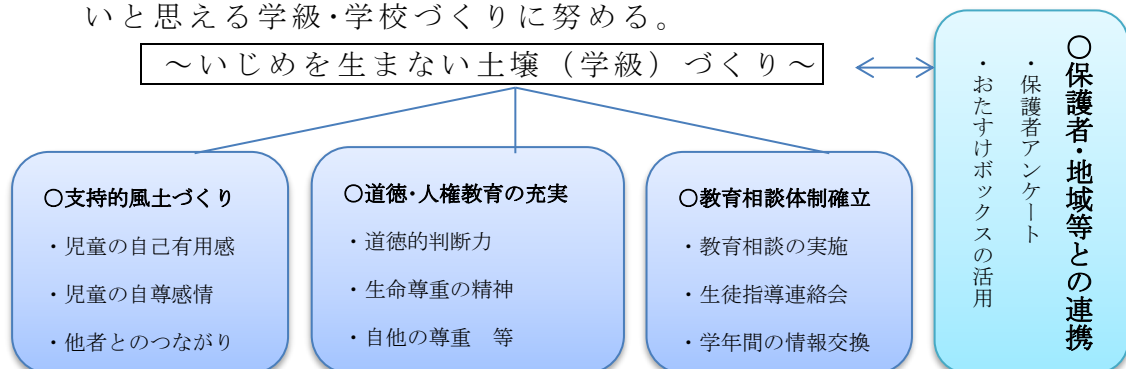 いと思える学級・学校づくりに努める。
～いじめを生まない土壌（学級）づくり～
○支持的風土づくり
・児童の自己有用感
・児童の自尊感情
・他者とのつながり
○道徳・人権教育の充実
・道徳的判断力
・生命尊重の精神
・自他の尊重　等
○教育相談体制確立
・教育相談の実施
・生徒指導連絡会
・学年間の情報交換
○保護者・地域等との連携
・保護者アンケート
・おたすけボックスの活用